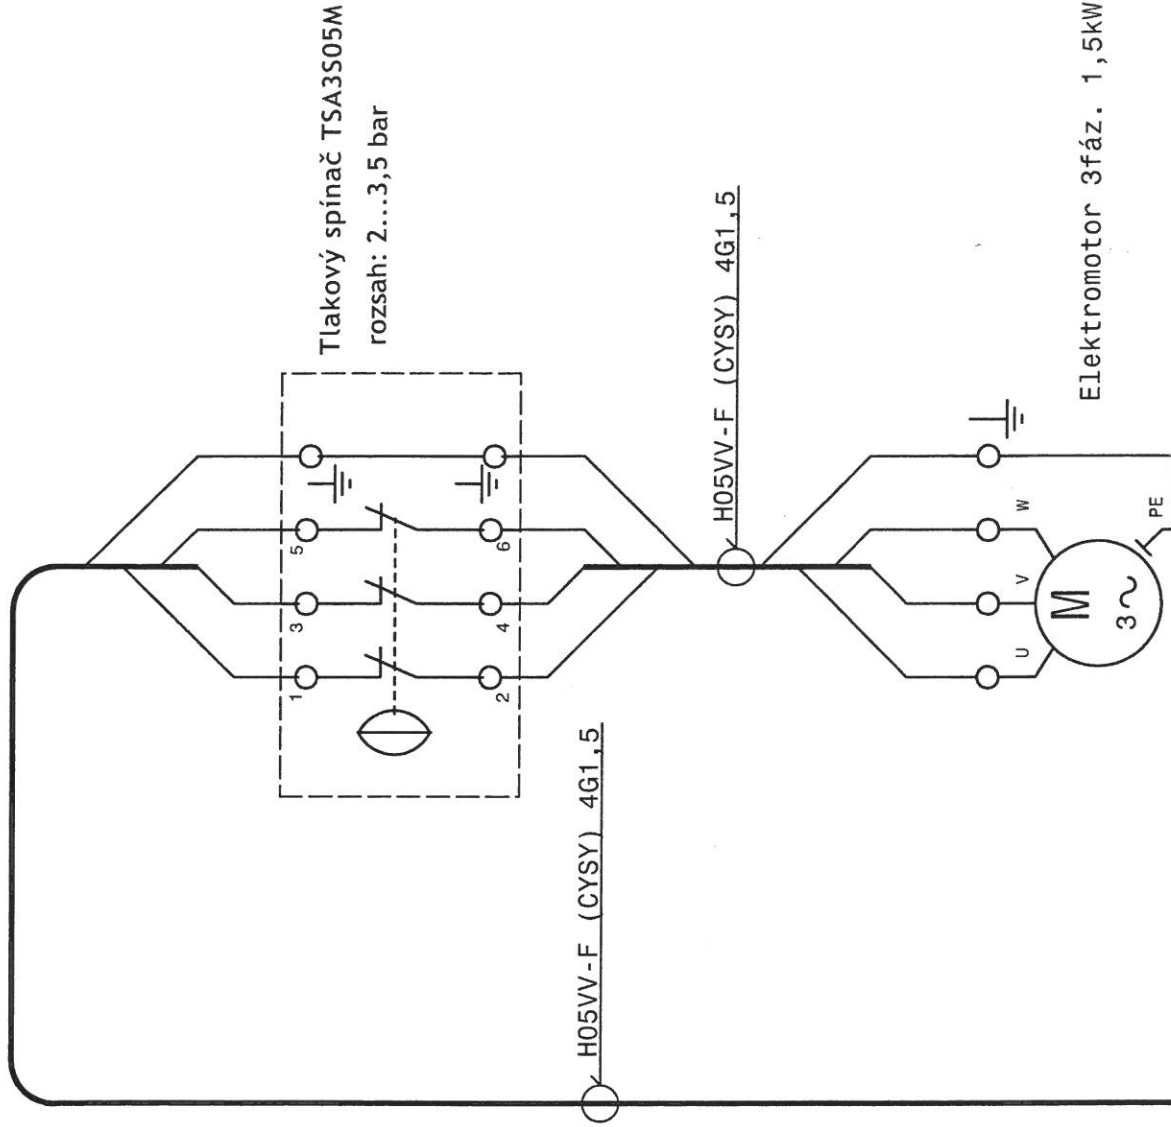 Tlakový spínač TSA3S05M
rozsah: 2...3,5 bar
1
3
5
2
4
6
H05VV-F (CYSY) 4G1,5
H05VV-F (CYSY) 4G1,5
U
V
W
M
3~
PE
Elektromotor 3fáz. 1,5kW